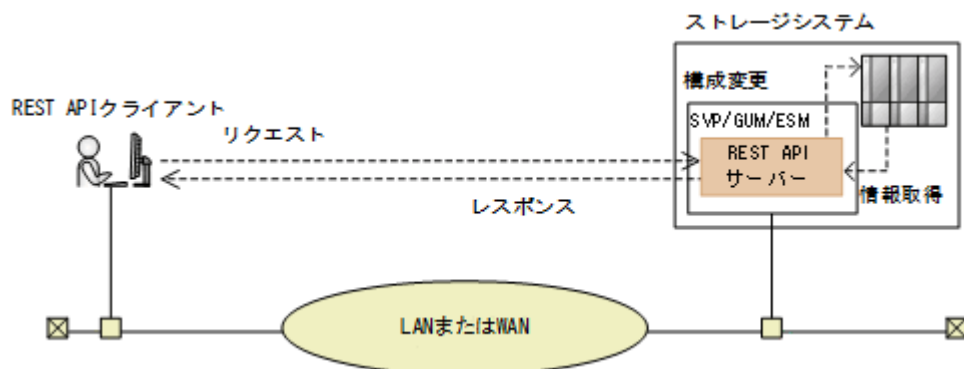 ストレージシステム
構成変更
REST APIクライアント
リクエスト
SVP/GUM/ESM
REST API
サーバー
情報取得
レスポンス
LANまたはWAN